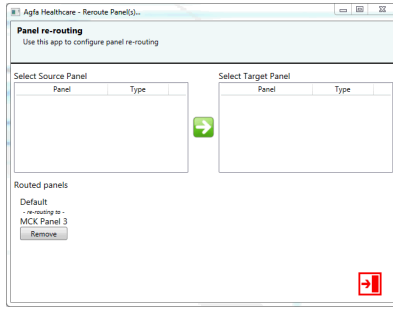 Agfa Healthcare - Reroute Panel(s)...
Panel re-routing
Use this app to configure panel re-routing
Select Source Panel
Select Target Panel
Panel Type
Panel Type
Routed panels
Default
- re-routing to -
MCK Panel 3
Remove